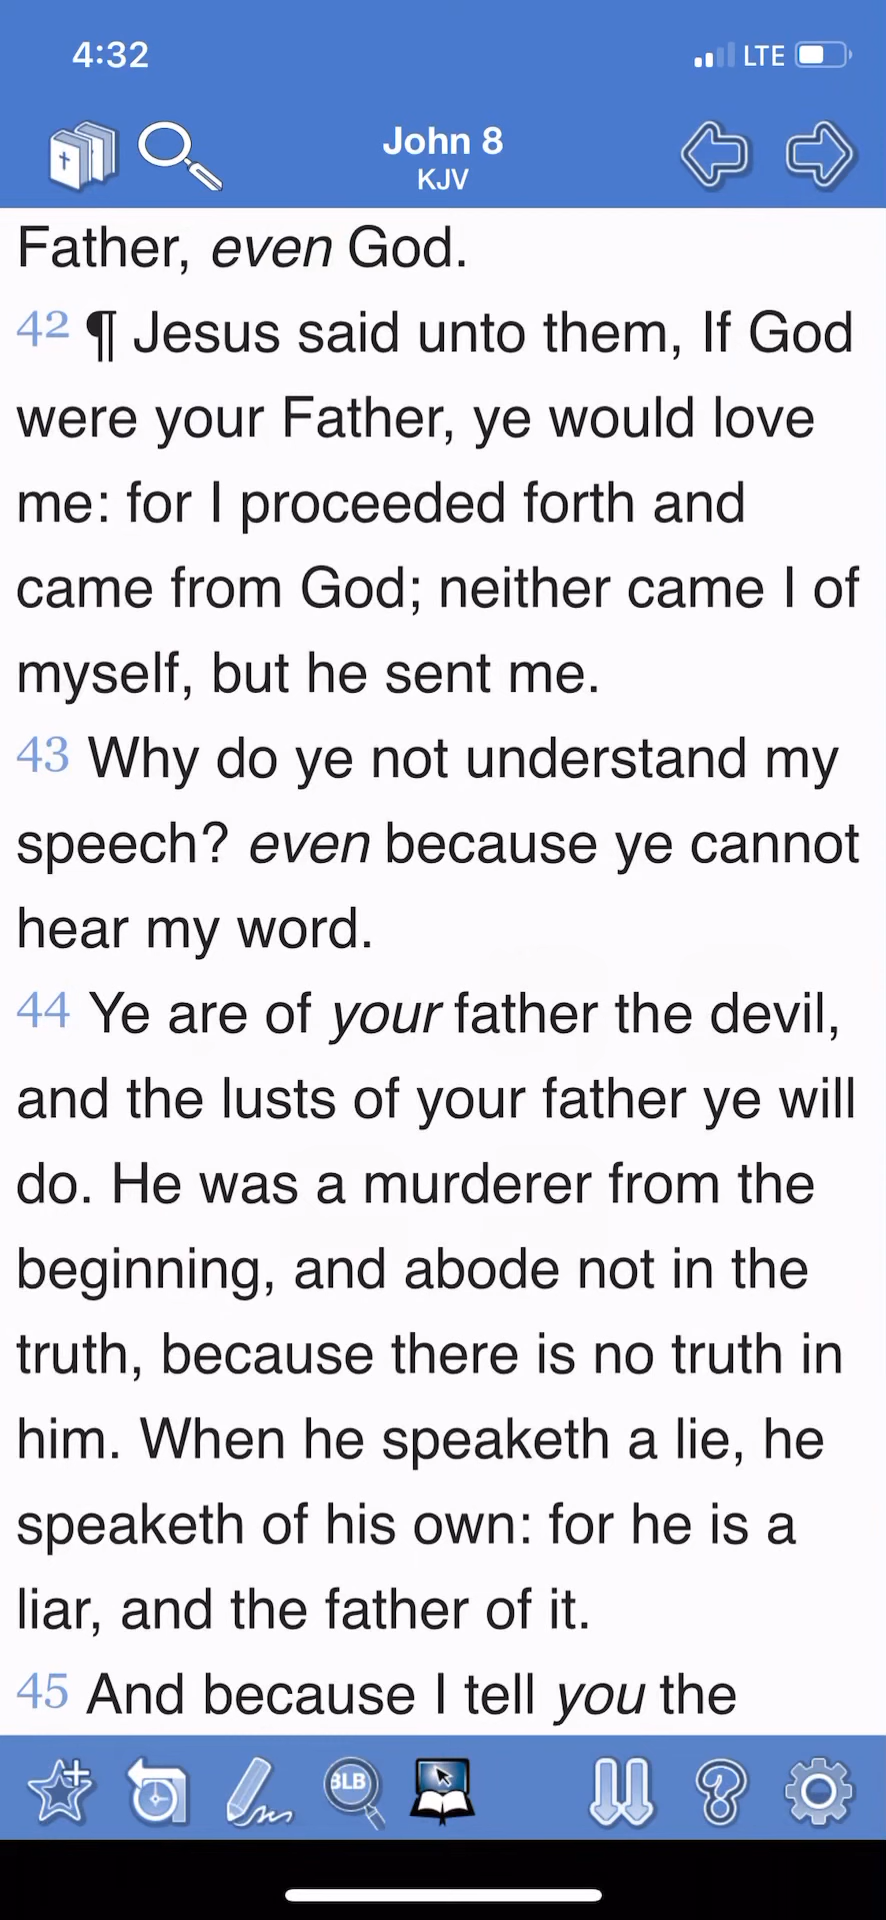 4:32
LTE
John 8
KJV
Father, even God.
42 ¶ Jesus said unto them, If God
were your Father, ye would love
me: for I proceeded forth and
came from God; neither came I of
myself, but he sent me.
43 Why do ye not understand my
speech? even because ye cannot
hear my word.
44 Ye are of your father the devil,
and the lusts of your father ye will
do. He was a murderer from the
beginning, and abode not in the
truth, because there is no truth in
him. When he speaketh a lie, he
speaketh of his own: for he is a
liar, and the father of it.
45 And because I tell you the
BLB